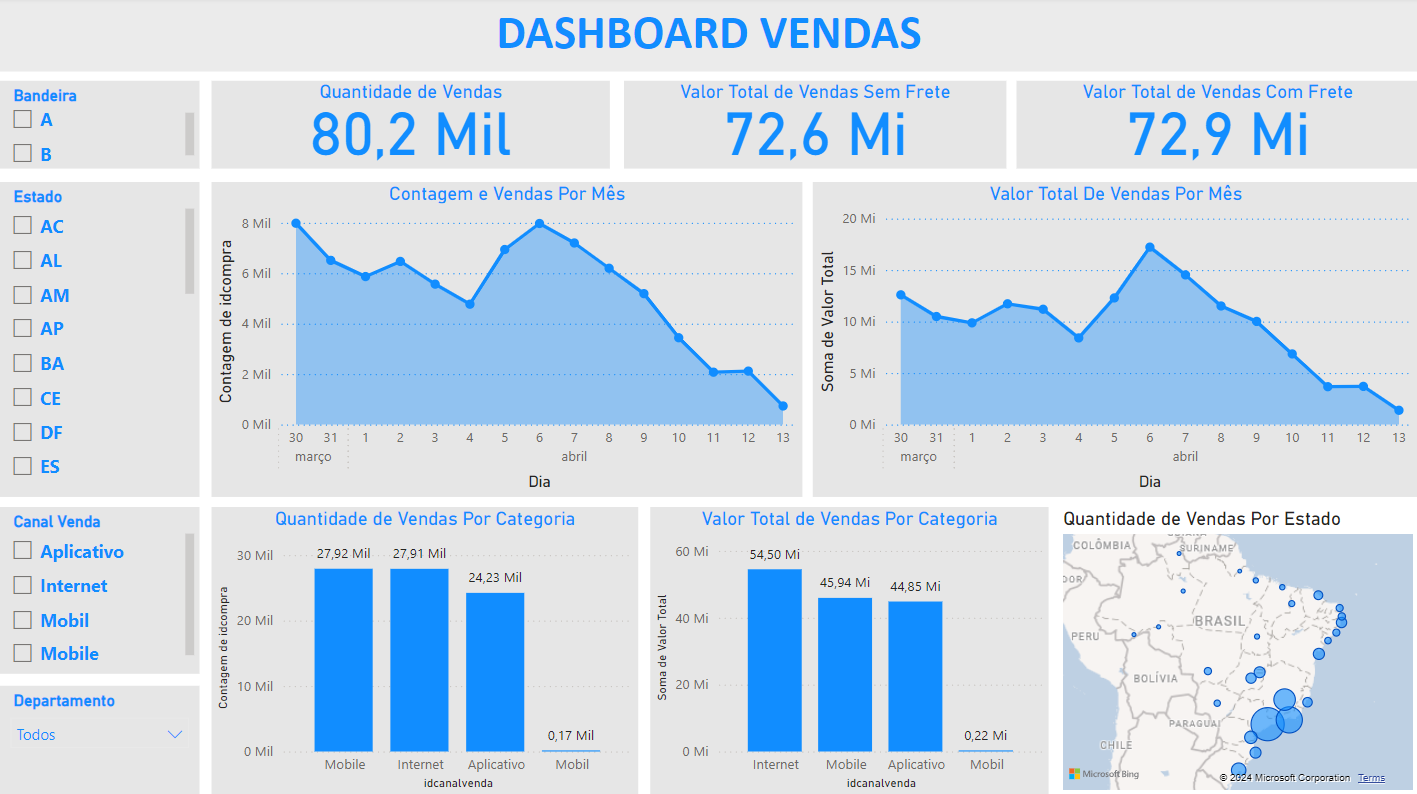 DASHBOARD VENDAS
Bandeira
A
B
Quantidade de Vendas
80,2 Mil
Valor Total de Vendas Sem Frete
72,6 Mi
Valor Total de Vendas Com Frete
72,9 Mi
Estado
AC
AL
AM
AP
BA
CE
DF
ES
Contagem e Vendas Por Mês
Contagem de idcompra
8 Mil
6 Mil
4 Mil
2 Mil
0 Mil
30 31 1 2 3 4 5 6 7 8 9 10 11 12 13
março abril
Dia
Valor Total De Vendas Por Mês
Soma de Valor Total
20 Mi
15 Mi
10 Mi
5 Mi
0 Mi
30 31 1 2 3 4 5 6 7 8 9 10 11 12 13
março abril
Dia
Canal Venda
Aplicativo
Internet
Mobil
Mobile
Departamento
Todos
Quantidade de Vendas Por Categoria
Contagem de idcompra
30 Mil
20 Mil
10 Mil
0 Mil
27,92 Mil 27,91 Mil 24,23 Mil 0,17 Mil
Mobile Internet Aplicativo Mobil
idcanalvenda
Valor Total de Vendas Por Categoria
Soma de Valor Total
60 Mi
40 Mi
20 Mi
0 Mi
54,50 Mi 45,94 Mi 44,85 Mi 0,22 Mi
Internet Mobile Aplicativo Mobil
idcanalvenda
Quantidade de Vendas Por Estado
COLÔMBIA
SURINAME
BRASIL
PERU
BOLÍVIA
PARAGUAI
CHILE
Microsoft Bing
© 2024 Microsoft Corporation Terms